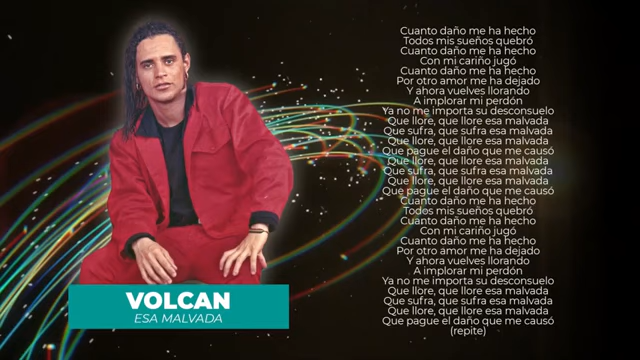 Cuanto daño me ha hecho
Todos mis sueños quebró
Cuanto daño me ha hecho
Con mi cariño jugó
Cuanto daño me ha hecho
Por otro amor me ha dejado
Y ahora vuelves llorando
A implorar mi perdón
Ya no me importa su desconsuelo
Que llore, que llore esa malvada
Que sufra, que sufra esa malvada
Que llore, que llore esa malvada
Que pague el daño que me causó
Que llore, que llore esa malvada
Que sufra, que sufra esa malvada
Que llore, que llore esa malvada
Que pague el daño que me causó
Cuanto daño me ha hecho
Todos mis sueños quebró
Cuanto daño me ha hecho
Con mi cariño jugó
Cuanto daño me ha hecho
Por otro amor me ha dejado
Y ahora vuelves llorando
A implorar mi perdón
Ya no me importa su desconsuelo
Que llore, que llore esa malvada
Que sufra, que sufra esa malvada
Que llore, que llore esa malvada
Que pague el daño que me causó
(repite)
VOLCAN
ESA MALVADA